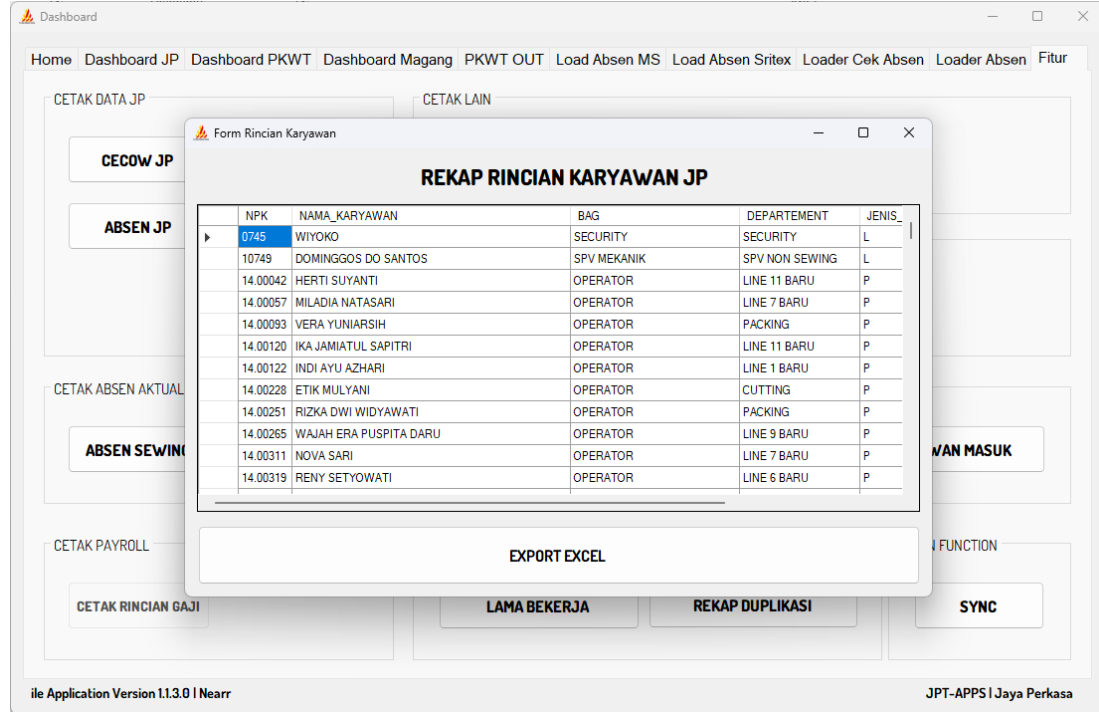 Dashboard
Home Dashboard JP Dashboard PKWT Dashboard Magang PKWT OUT Load Absen MS Load Absen Sritex Loader Cek Absen Loader Absen Fitur
CETAK DATA JP
CETAK LAIN
CECOW JP
ABSEN JP
Form Rincian Karyawan
REKAP RINCIAN KARYAWAN JP
NPK NAMA_KARYAWAN BAG DEPARTEMENT JENIS_
0745 WIYOKO SECURITY SECURITY L
10749 DOMINGGOS DO SANTOS SPV MEKANIK SPV NON SEWING L
14.00042 HERTI SUYANTI OPERATOR LINE 11 BARU P
14.00057 MILADIA NATASARI OPERATOR LINE 7 BARU P
14.00093 VERA YUNIARSIH OPERATOR PACKING P
14.00120 IKA JAMIATUL SAPITRI OPERATOR LINE 11 BARU P
14.00122 INDI AYU AZHARI OPERATOR LINE 1 BARU P
14.00228 ETIK MULYANI OPERATOR CUTTING P
14.00251 RIZKA DWI WIDYAWATI OPERATOR PACKING P
14.00265 WAJAH ERA PUSPITA DARU OPERATOR LINE 9 BARU P
14.00311 NOVA SARI OPERATOR LINE 7 BARU P
14.00319 RENY SETYOWATI OPERATOR LINE 6 BARU P
EXPORT EXCEL
CETAK ABSEN AKTUAL
ABSEN SEWING
WAN MASUK
CETAK PAYROLL
N FUNCTION
CETAK RINCIAN GAJI
LAMA BEKERJA
REKAP DUPLIKASI
SYNC
ile Application Version 1.1.3.0 | Nearr
JPT-APPS | Jaya Perkasa